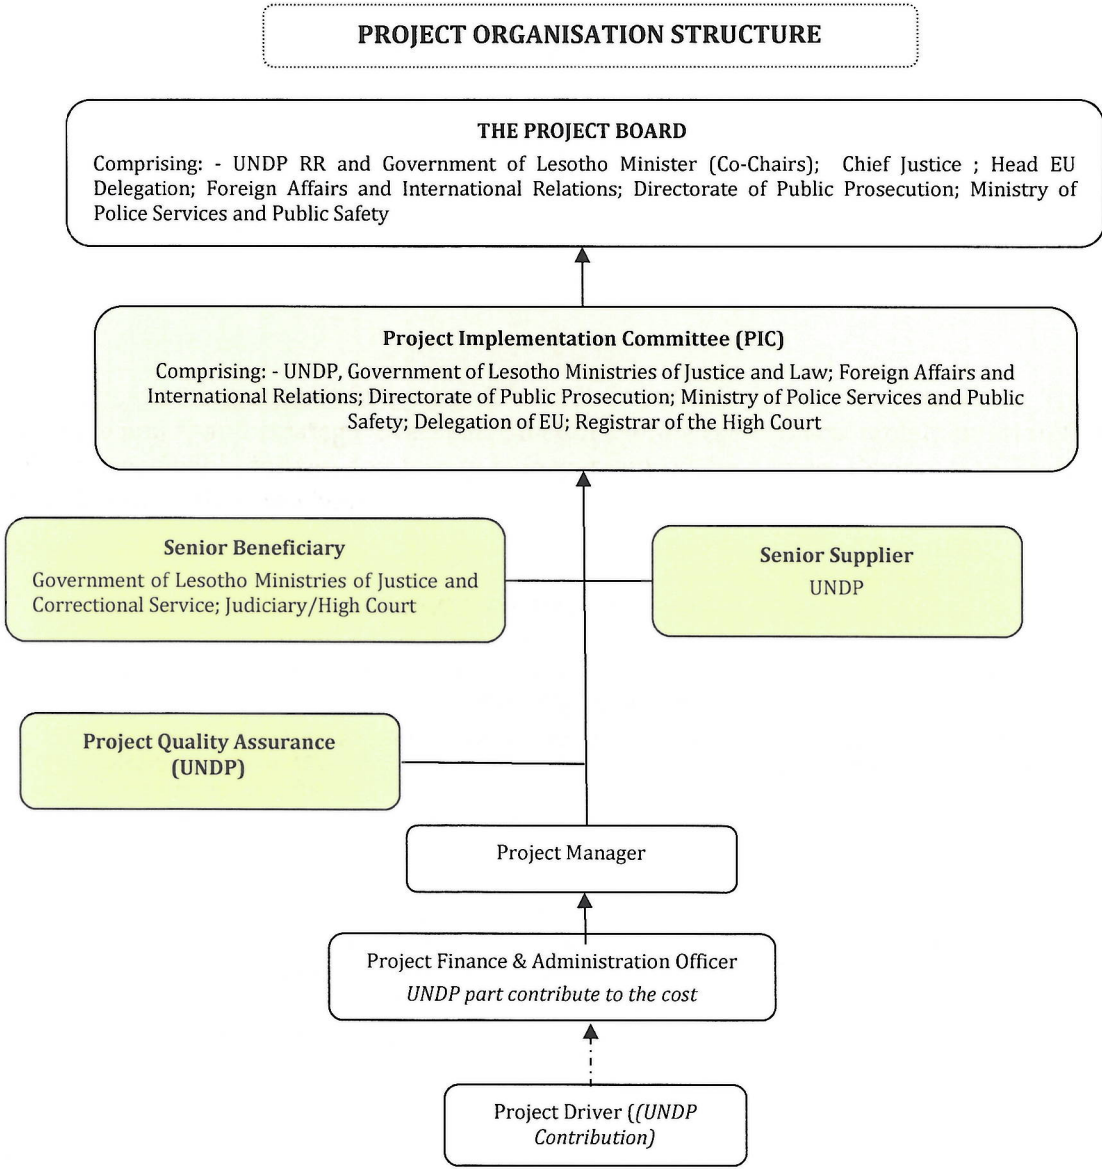 PROJECT ORGANISATION STRUCTURE
THE PROJECT BOARD
Comprising: - UNDP RR and Government of Lesotho Minister (Co-Chairs); Chief Justice ; Head EU
Delegation; Foreign Affairs and International Relations; Directorate of Public Prosecution; Ministry of
Police Services and Public Safety
Project Implementation Committee (PIC)
Comprising: - UNDP, Government of Lesotho Ministries of Justice and Law; Foreign Affairs and
International Relations; Directorate of Public Prosecution; Ministry of Police Services and Public
Safety; Delegation of EU; Registrar of the High Court
Senior Beneficiary
Government of Lesotho Ministries of Justice and
Correctional Service; Judiciary/High Court
Senior Supplier
UNDP
Project Quality Assurance
(UNDP)
Project Manager
Project Finance & Administration Officer
UNDP part contribute to the cost
Project Driver ((UNDP
Contribution)